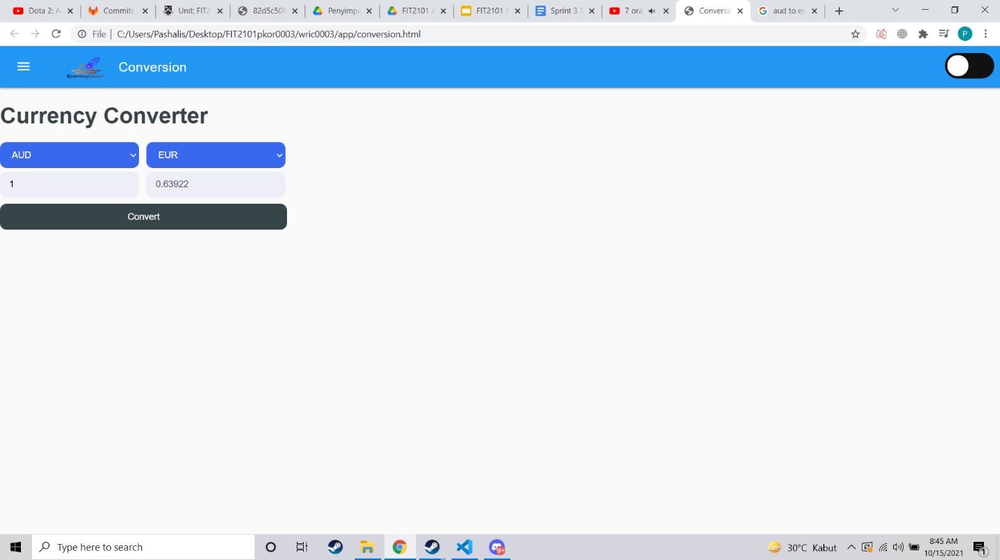 Dota 2: A
Commits
Unit: FIT2
82d5c50f
Penyimpa
FIT2101 A
FIT2101 P
Sprint 3 T
7 ora
Conversio
aud to eu
File | C:/Users/Pashalis/Desktop/FIT2101pkor0003/wric0003/app/conversion.html
P
EveningComet
Conversion
Currency Converter
AUD
EUR
1
0.63922
Convert
Type here to search
9+
30°C Kabut
8:45 AM
10/15/2021
1